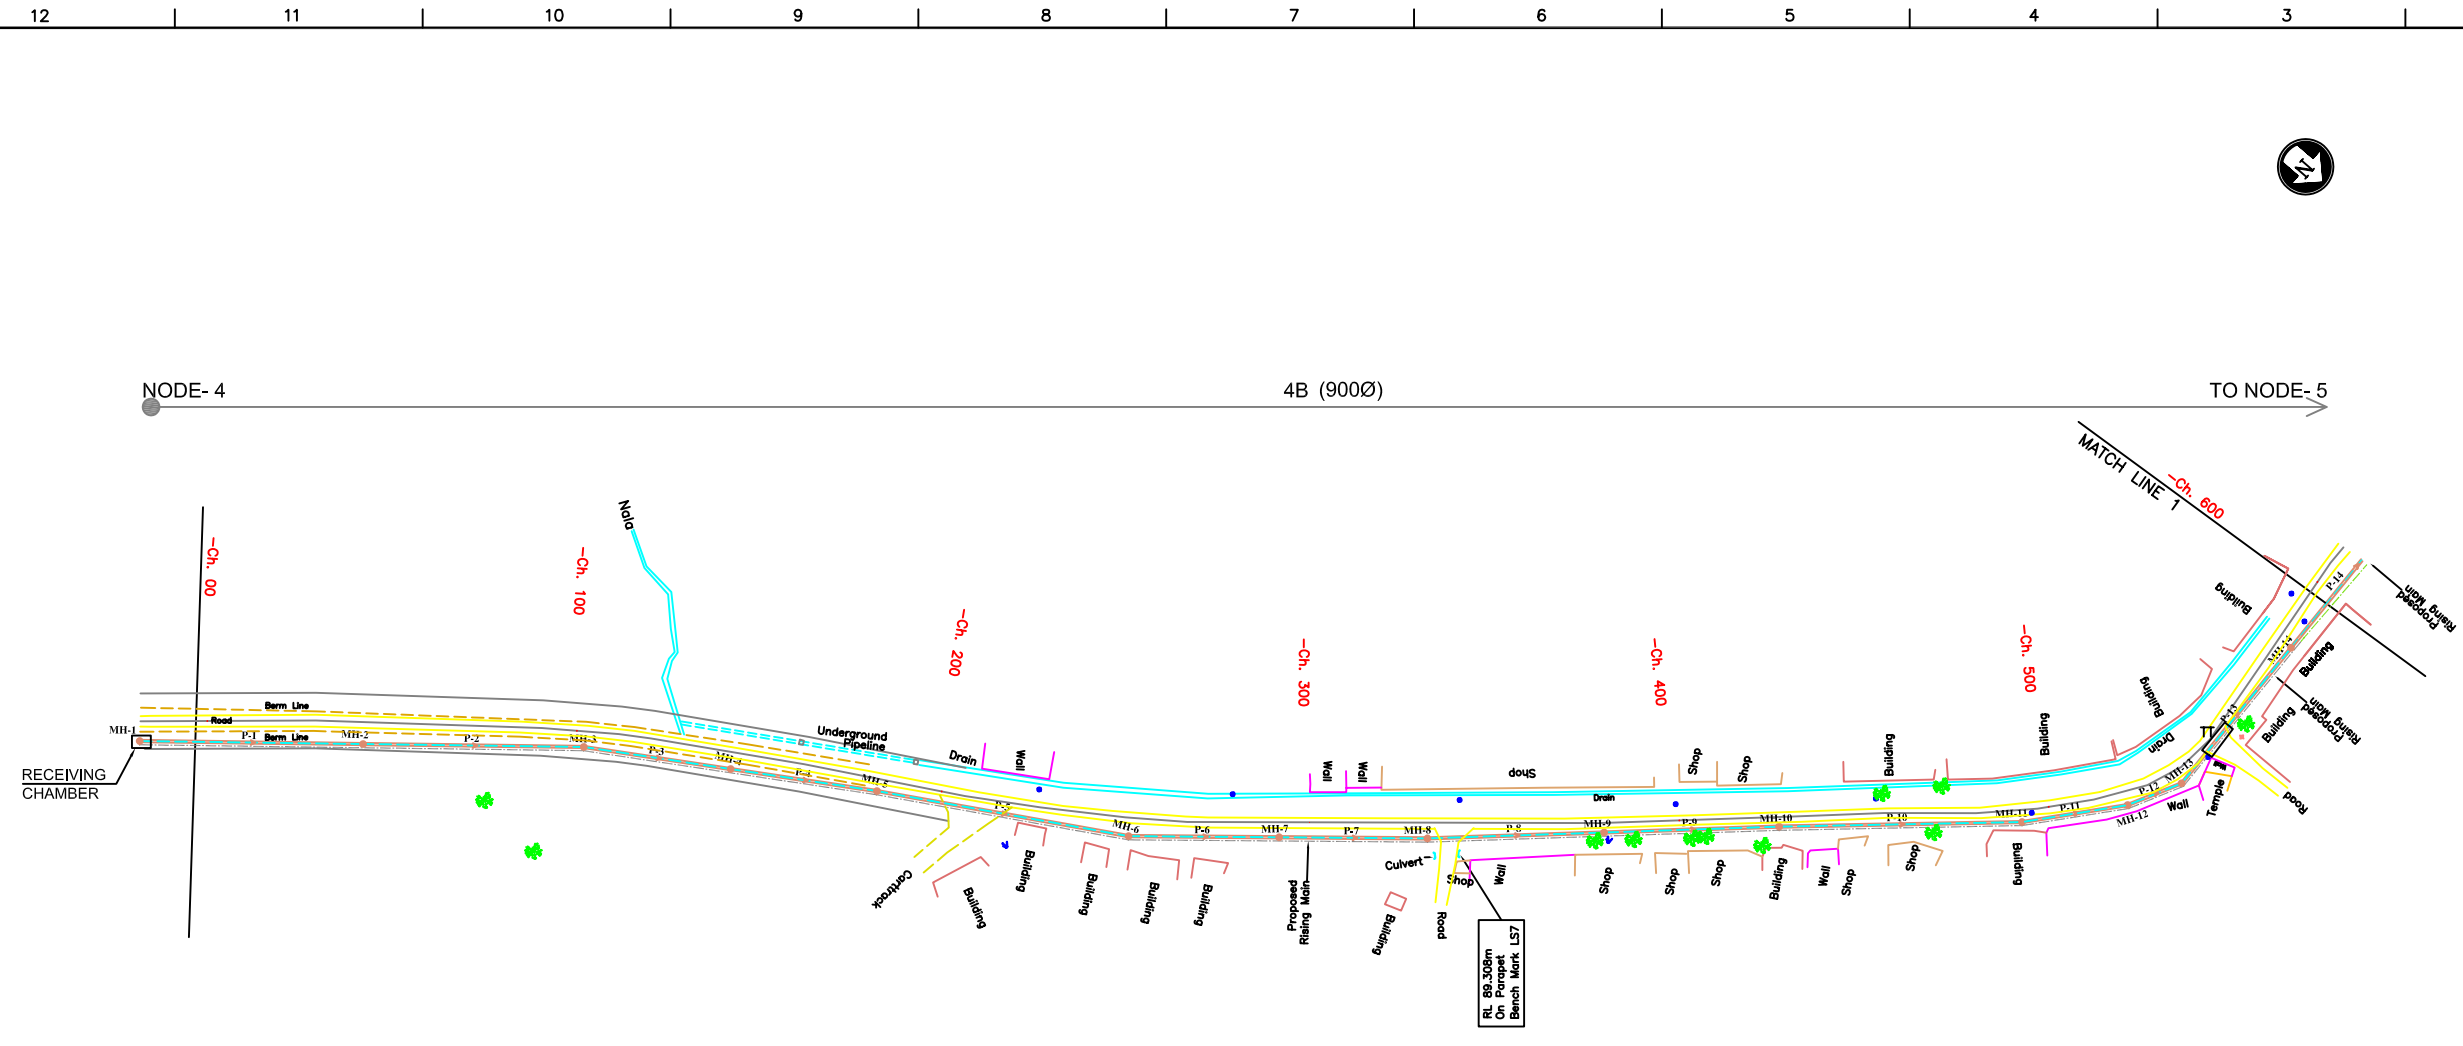 12 11 10 9 8 7 6 5 4 3
N
NODE- 4
4B (900Ø)
TO NODE- 5
MATCH LINE 1
-Ch. 600
-Ch. 00
-Ch. 100
-Ch. 200
-Ch. 300
-Ch. 400
-Ch. 500
Nala
Berm Line
Road
Berm Line
MH-1
P-1
MH-2
P-2
MH-3
P-3
MH-4
P-4
MH-5
P-5
MH-6
P-6
MH-7
P-7
MH-8
P-8
MH-9
P-9
MH-10
P-10
MH-11
P-11
MH-12
P-12
MH-13
P-13
MH-14
P-14
RECEIVING
CHAMBER
Underground
Pipeline
Drain
Wall
Wall
Wall
Shop
Drain
Shop
Shop
Building
Building
Building
Drain
Building
Proposed
Rising Main
Building
Proposed
Rising Main
Building
TT
Road
Wall
Temple
Wall
Cartrack
Building
Building
Building
Building
Building
Proposed
Rising Main
Culvert
Building
Road
Shop
Wall
Shop
Shop
Shop
Building
Wall
Shop
Shop
Building
RL 89.308m
On Parapet
Bench Mark LS7